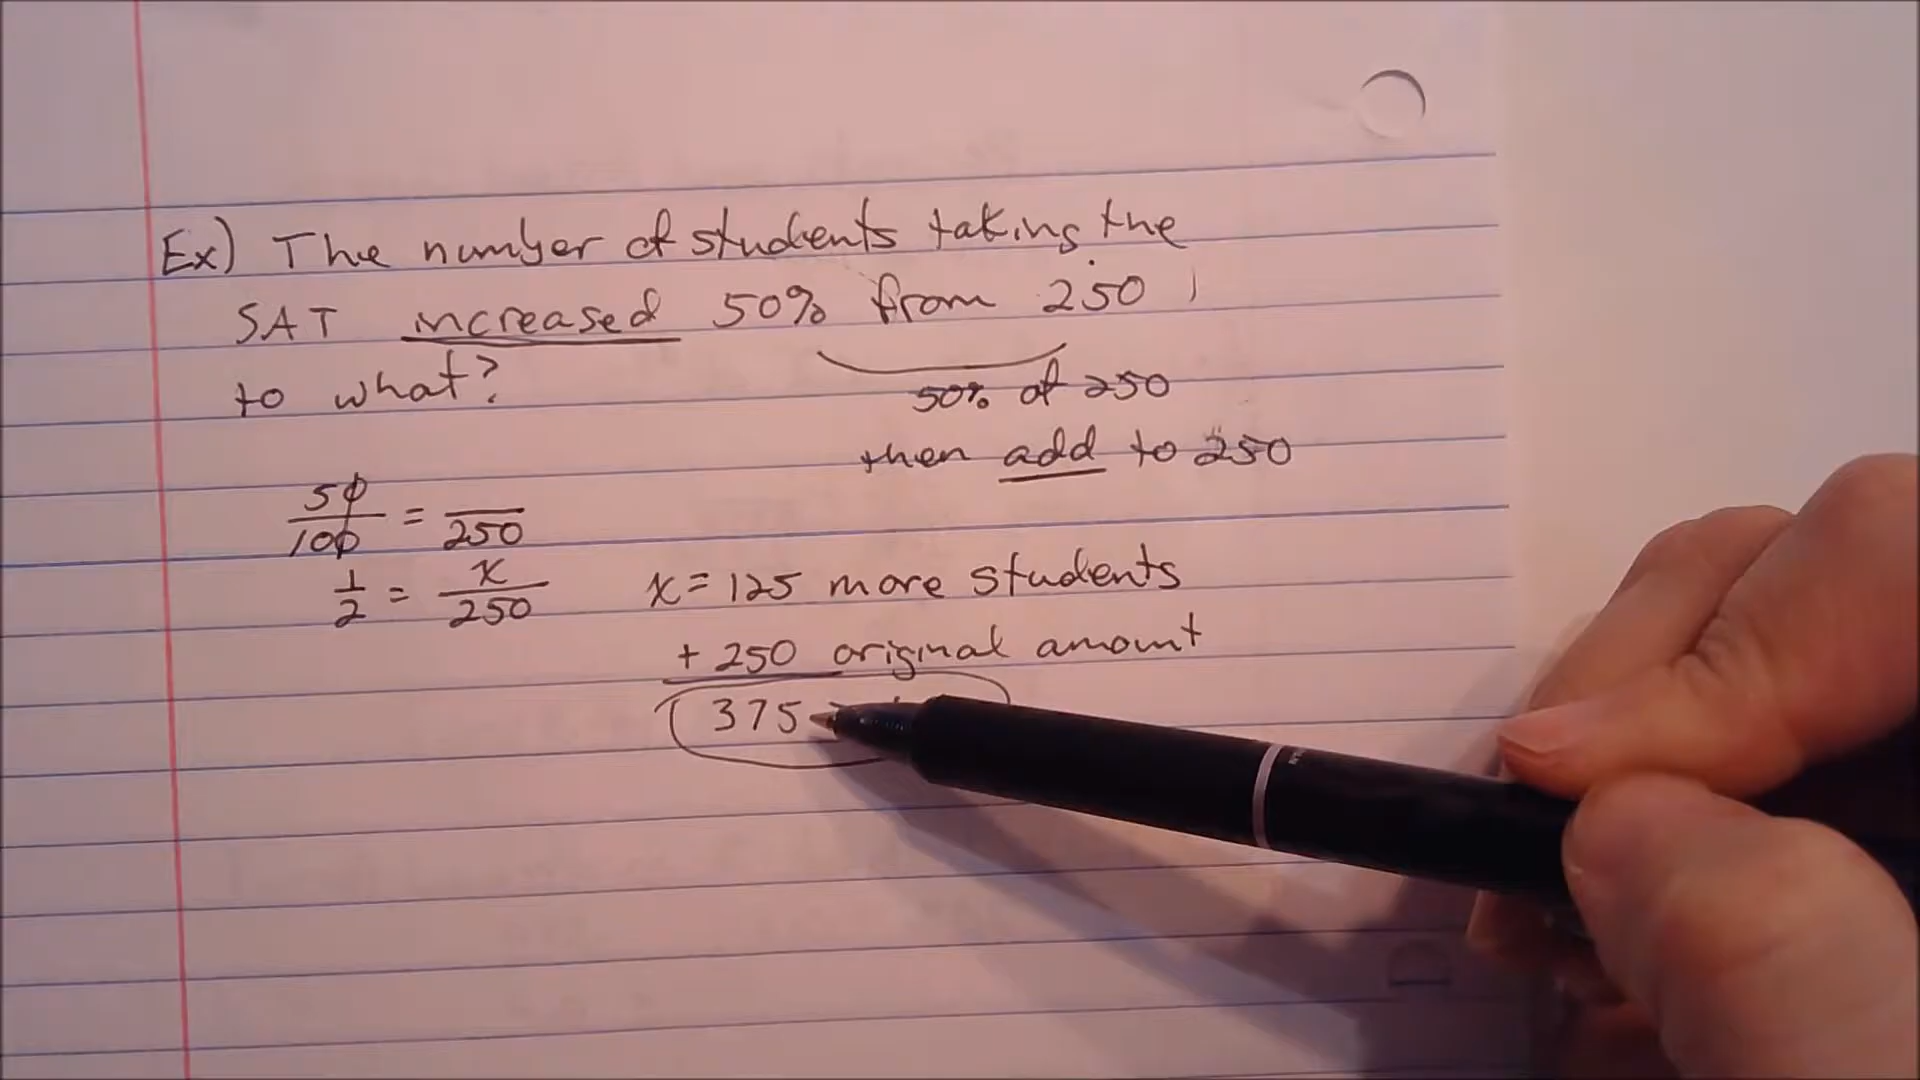 Ex) The number of students taking the
SAT increased 50% from 250,
to what?
50% of 250
then add to 250
50/100 = /250
1/2 = x/250
x = 125 more students
+ 250 original amount
375